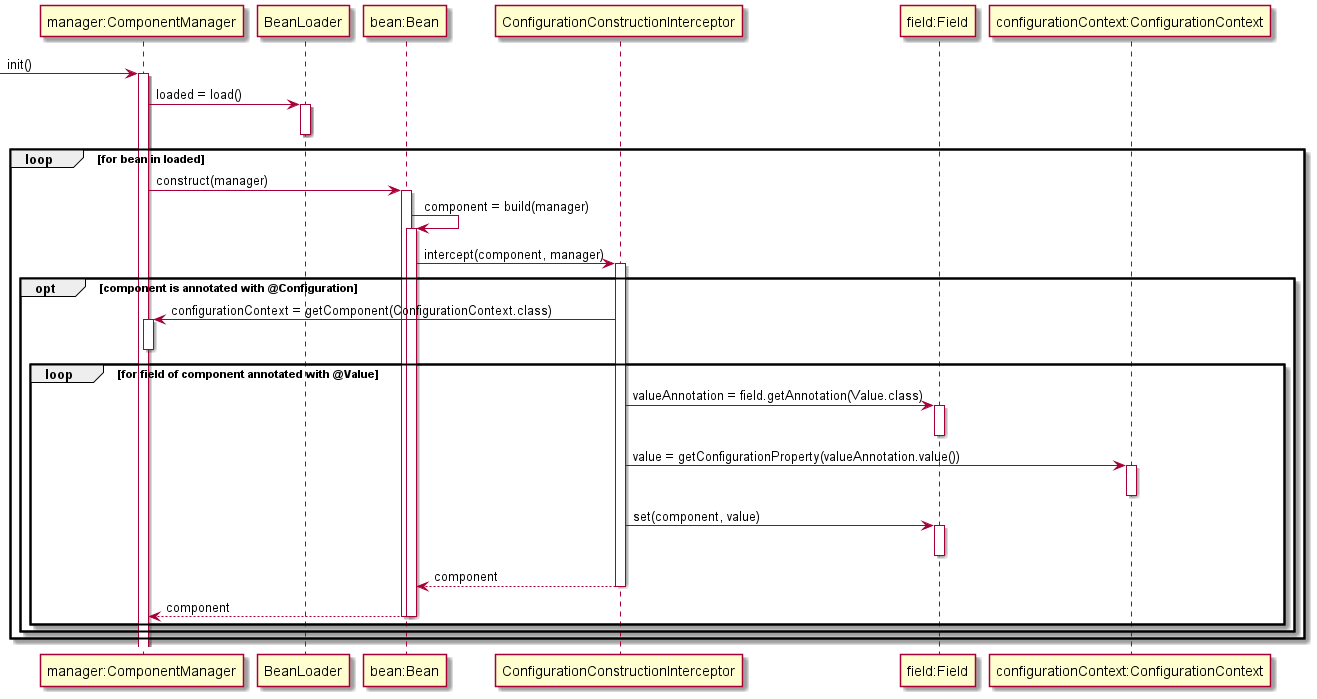 manager:ComponentManager
BeanLoader
bean:Bean
ConfigurationConstructionInterceptor
field:Field
configurationContext:ConfigurationContext
init()
loaded = load()
loop
[for bean in loaded]
construct(manager)
component = build(manager)
intercept(component, manager)
opt
[component is annotated with @Configuration]
configurationContext = getComponent(ConfigurationContext.class)
loop
[for field of component annotated with @Value]
valueAnnotation = field.getAnnotation(Value.class)
value = getConfigurationProperty(valueAnnotation.value())
set(component, value)
component
component
manager:ComponentManager
BeanLoader
bean:Bean
ConfigurationConstructionInterceptor
field:Field
configurationContext:ConfigurationContext